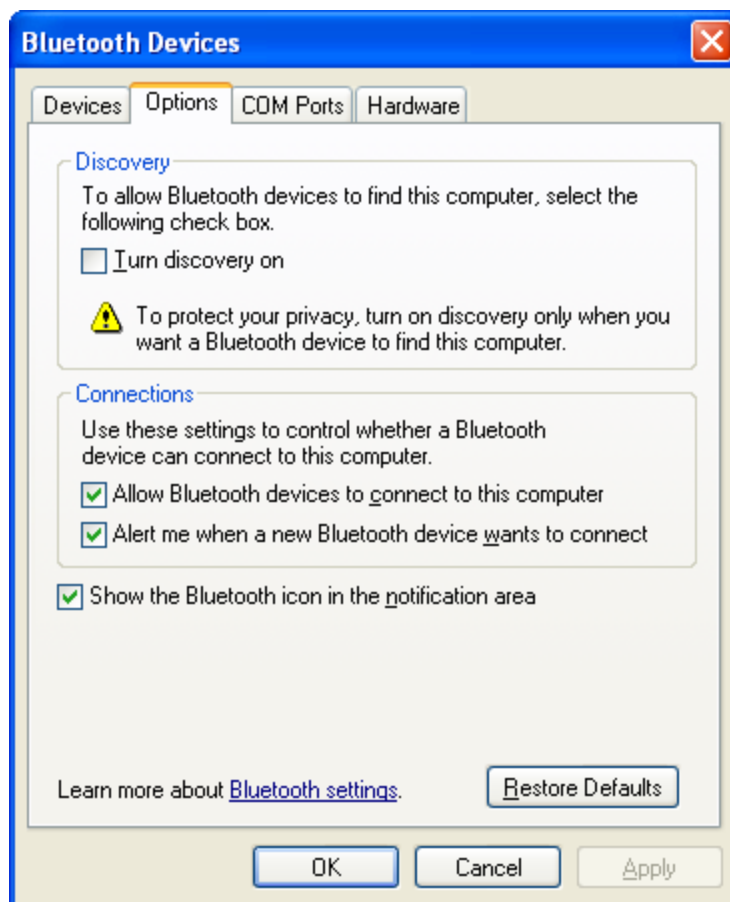 Bluetooth Devices
Devices Options COM Ports Hardware
Discovery
To allow Bluetooth devices to find this computer, select the
following check box.
Turn discovery on
To protect your privacy, turn on discovery only when you
want a Bluetooth device to find this computer.
Connections
Use these settings to control whether a Bluetooth
device can connect to this computer.
Allow Bluetooth devices to connect to this computer
Alert me when a new Bluetooth device wants to connect
Show the Bluetooth icon in the notification area
Learn more about Bluetooth settings. Restore Defaults
OK Cancel Apply